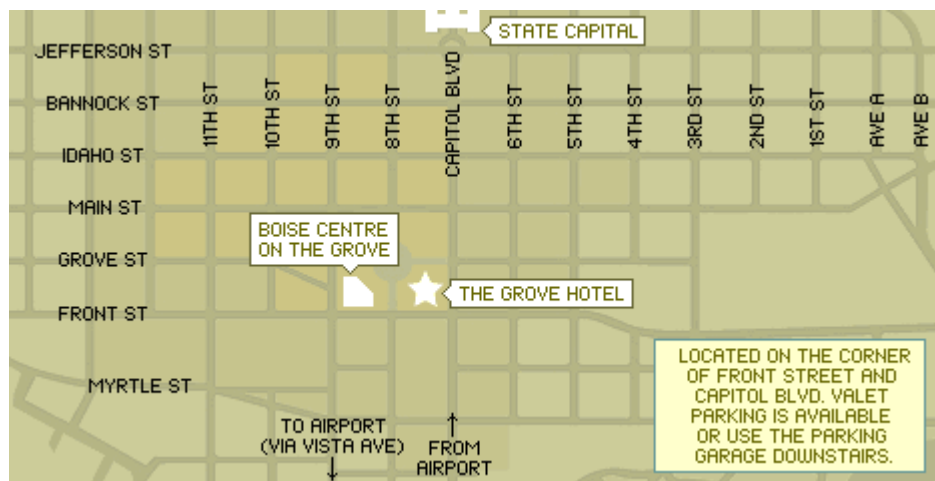 STATE CAPITAL
JEFFERSON ST
BANNOCK ST
IDAHO ST
MAIN ST
GROVE ST
FRONT ST
MYRTLE ST
11TH ST
10TH ST
9TH ST
8TH ST
CAPITOL BLVD
6TH ST
5TH ST
4TH ST
3RD ST
2ND ST
1ST ST
AVE A
AVE B
BOISE CENTRE
ON THE GROVE
THE GROVE HOTEL
TO AIRPORT
(VIA VISTA AVE)
FROM
AIRPORT
LOCATED ON THE CORNER
OF FRONT STREET AND
CAPITOL BLVD. VALET
PARKING IS AVAILABLE
OR USE THE PARKING
GARAGE DOWNSTAIRS.